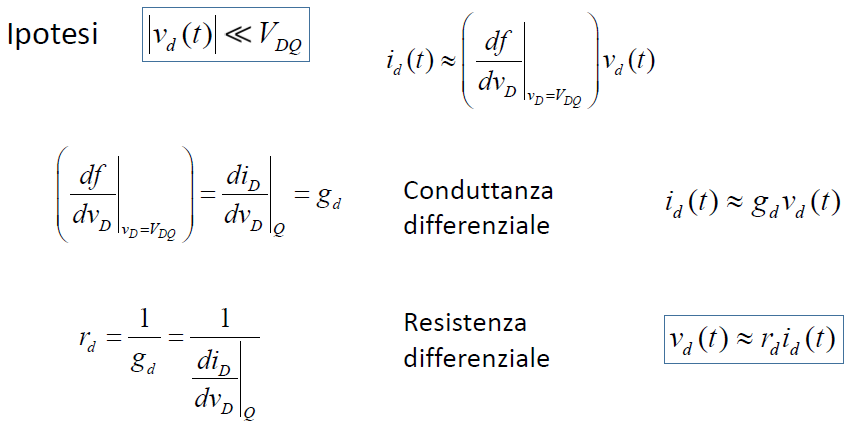 Ipotesi |v_d(t)| ≪ V_DQ
i_d(t) ≈ (df/dv_D |_{v_D=V_DQ}) v_d(t)
(df/dv_D |_{v_D=V_DQ}) = di_D/dv_D |_Q = g_d
Conduttanza
differenziale
i_d(t) ≈ g_d v_d(t)
r_d = 1/g_d = 1/(di_D/dv_D |_Q)
Resistenza
differenziale
v_d(t) ≈ r_d i_d(t)